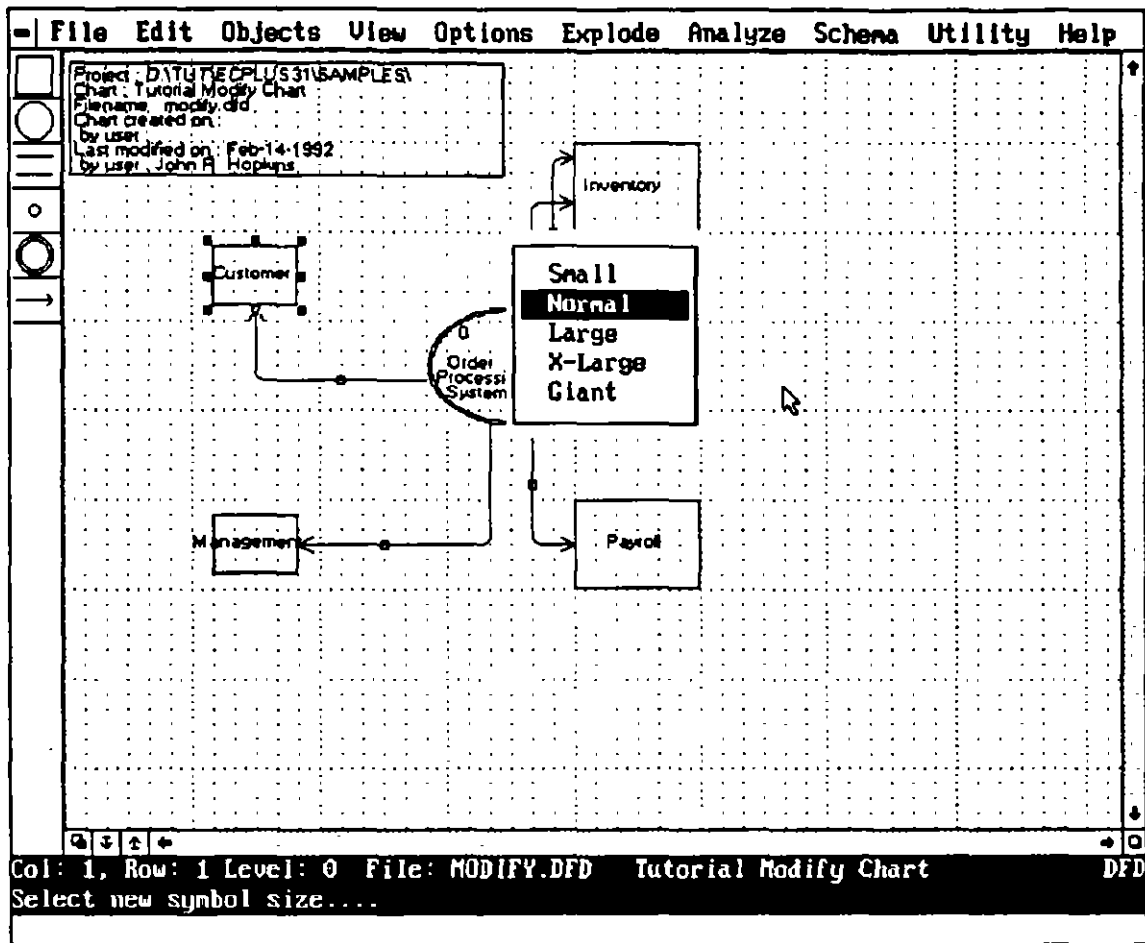 File Edit Objects View Options Explode Analyze Schema Utility Help
Project : D:\TUT\ECPLUS31\SAMPLES\
Chart : Tutorial Modify Chart
Filename modify.dfd
Chart created on :
by user
Last modified on : Feb-14-1992
by user John A Hopkins
Inventory
Customer
Small
Normal
Large
X-Large
Giant
0
Order
Processi
System
Management
Payroll
Col: 1, Row: 1 Level: 0 File: MODIFY.DFD Tutorial Modify Chart DFD
Select new symbol size....